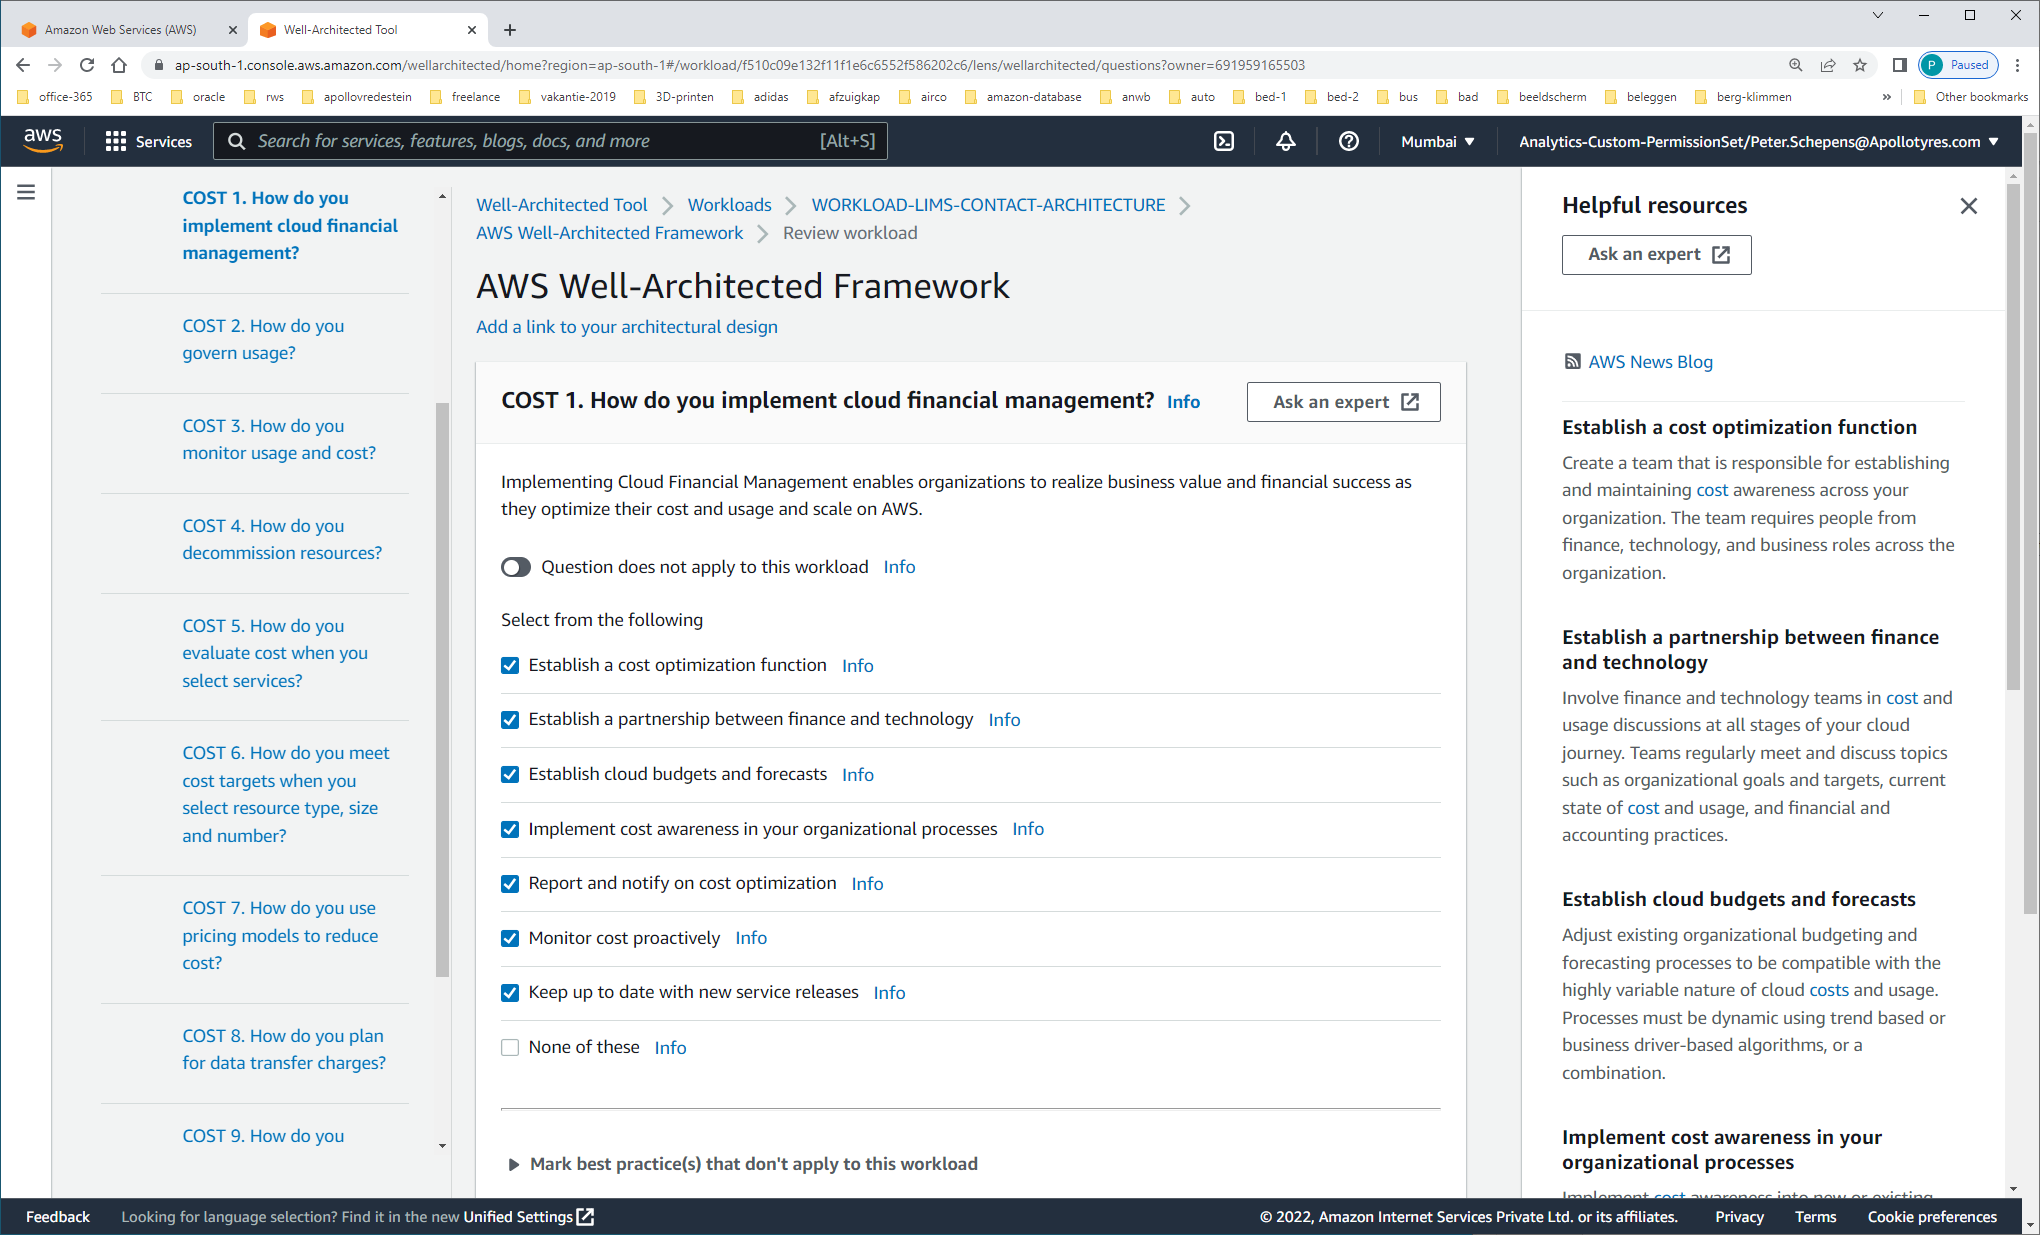 Amazon Web Services (AWS)
Well-Architected Tool
ap-south-1.console.aws.amazon.com/wellarchitected/home?region=ap-south-1#/workload/f510c09e132f11f1e6c6552f586202c6/lens/wellarchitected/questions?owner=691959165503
P Paused
office-365 BTC oracle rws apollovredestein freelance vakantie-2019 3D-printen adidas afzuigkap airco amazon-database anwb auto bed-1 bed-2 bus bad beeldscherm beleggen berg-klimmen » Other bookmarks
aws Services Search for services, features, blogs, docs, and more [Alt+S] Mumbai Analytics-Custom-PermissionSet/Peter.Schepens@Apollotyres.com
COST 1. How do you
implement cloud financial
management?
COST 2. How do you
govern usage?
COST 3. How do you
monitor usage and cost?
COST 4. How do you
decommission resources?
COST 5. How do you
evaluate cost when you
select services?
COST 6. How do you meet
cost targets when you
select resource type, size
and number?
COST 7. How do you use
pricing models to reduce
cost?
COST 8. How do you plan
for data transfer charges?
COST 9. How do you
Well-Architected Tool Workloads WORKLOAD-LIMS-CONTACT-ARCHITECTURE
AWS Well-Architected Framework Review workload
AWS Well-Architected Framework
Add a link to your architectural design
COST 1. How do you implement cloud financial management? Info
Ask an expert
Implementing Cloud Financial Management enables organizations to realize business value and financial success as
they optimize their cost and usage and scale on AWS.
Question does not apply to this workload Info
Select from the following
Establish a cost optimization function Info
Establish a partnership between finance and technology Info
Establish cloud budgets and forecasts Info
Implement cost awareness in your organizational processes Info
Report and notify on cost optimization Info
Monitor cost proactively Info
Keep up to date with new service releases Info
None of these Info
Mark best practice(s) that don't apply to this workload
Helpful resources
Ask an expert
AWS News Blog
Establish a cost optimization function
Create a team that is responsible for establishing
and maintaining cost awareness across your
organization. The team requires people from
finance, technology, and business roles across the
organization.
Establish a partnership between finance
and technology
Involve finance and technology teams in cost and
usage discussions at all stages of your cloud
journey. Teams regularly meet and discuss topics
such as organizational goals and targets, current
state of cost and usage, and financial and
accounting practices.
Establish cloud budgets and forecasts
Adjust existing organizational budgeting and
forecasting processes to be compatible with the
highly variable nature of cloud costs and usage.
Processes must be dynamic using trend based or
business driver-based algorithms, or a
combination.
Implement cost awareness in your
organizational processes
Implement cost awareness into new or existing
Feedback Looking for language selection? Find it in the new Unified Settings © 2022, Amazon Internet Services Private Ltd. or its affiliates. Privacy Terms Cookie preferences